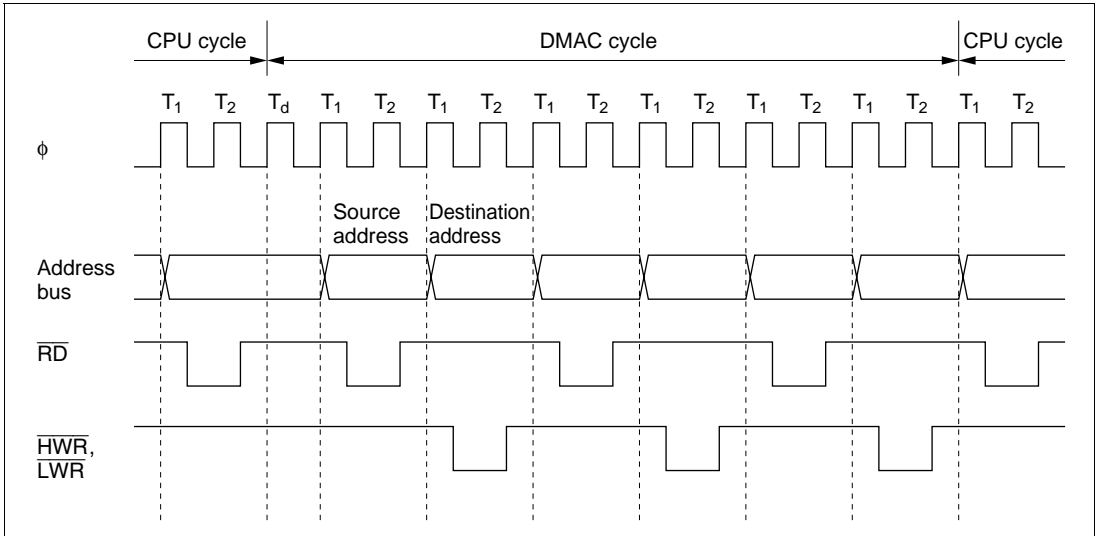 CPU cycle DMAC cycle CPU cycle
T1 T2 Td T1 T2 T1 T2 T1 T2 T1 T2 T1 T2 T1 T2 T1 T2
φ
Source Destination
address address
Address
bus
RD
HWR,
LWR